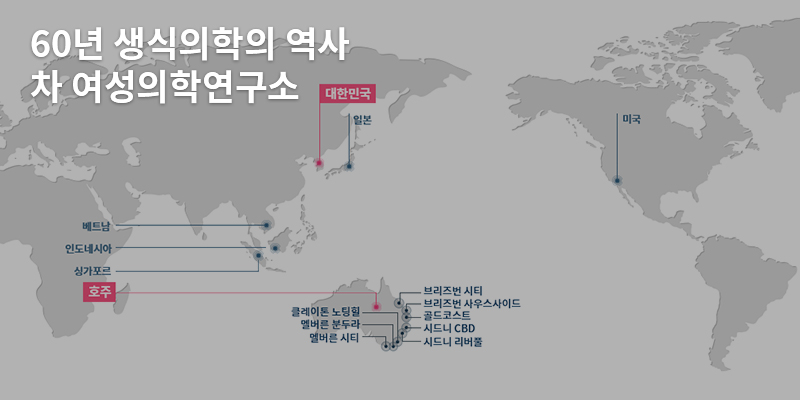 60년 생식의학의 역사
차 여성의학연구소
대한민국
일본
미국
베트남
인도네시아
싱가포르
호주
브리즈번 시티
브리즈번 사우스사이드
골드코스트
시드니 CBD
시드니 리버풀
클레이톤 노팅힐
멜버른 분두라
멜버른 시티